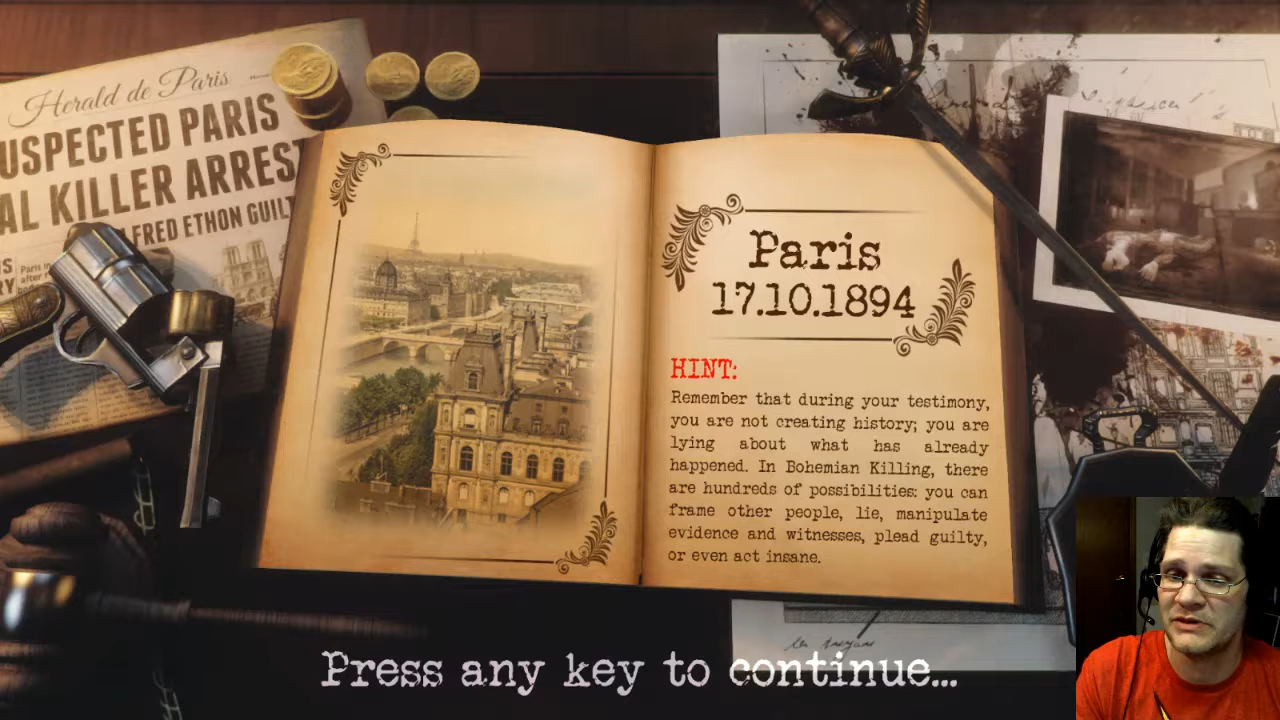 Herald de Paris
USPECTED PARIS
AL KILLER ARREST
LFRED ETHON GUILT
Paris
17.10.1894
HINT:
Remember that during your testimony,
you are not creating history; you are
lying about what has already
happened. In Bohemian Killing, there
are hundreds of possibilities: you can
frame other people, lie, manipulate
evidence and witnesses, plead guilty,
or even act insane.
Press any key to continue...